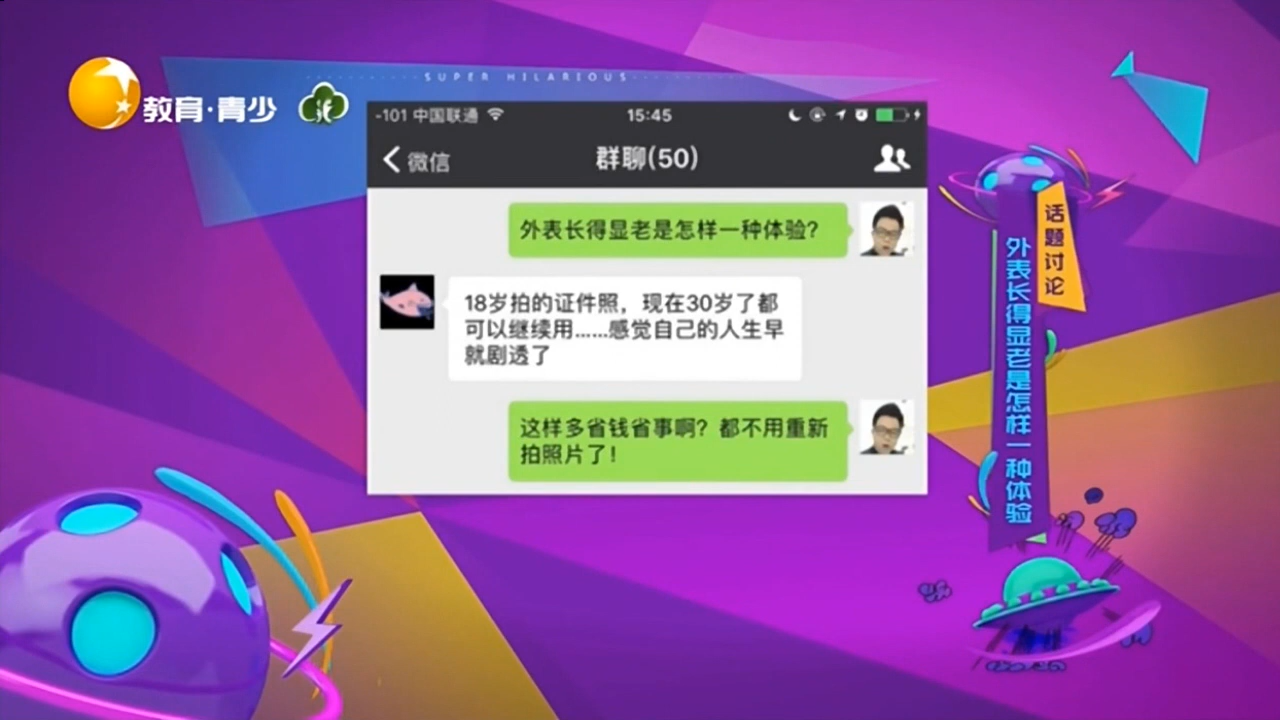 SUPER HILARIOUS
教育·青少
-101 中国联通
15:45
微信
群聊(50)
外表长得显老是怎样一种体验?
18岁拍的证件照，现在30岁了都
可以继续用……感觉自己的人生早
就剧透了
这样多省钱省事啊？都不用重新
拍照片了！
话题讨论
外表长得显老是怎样一种体验